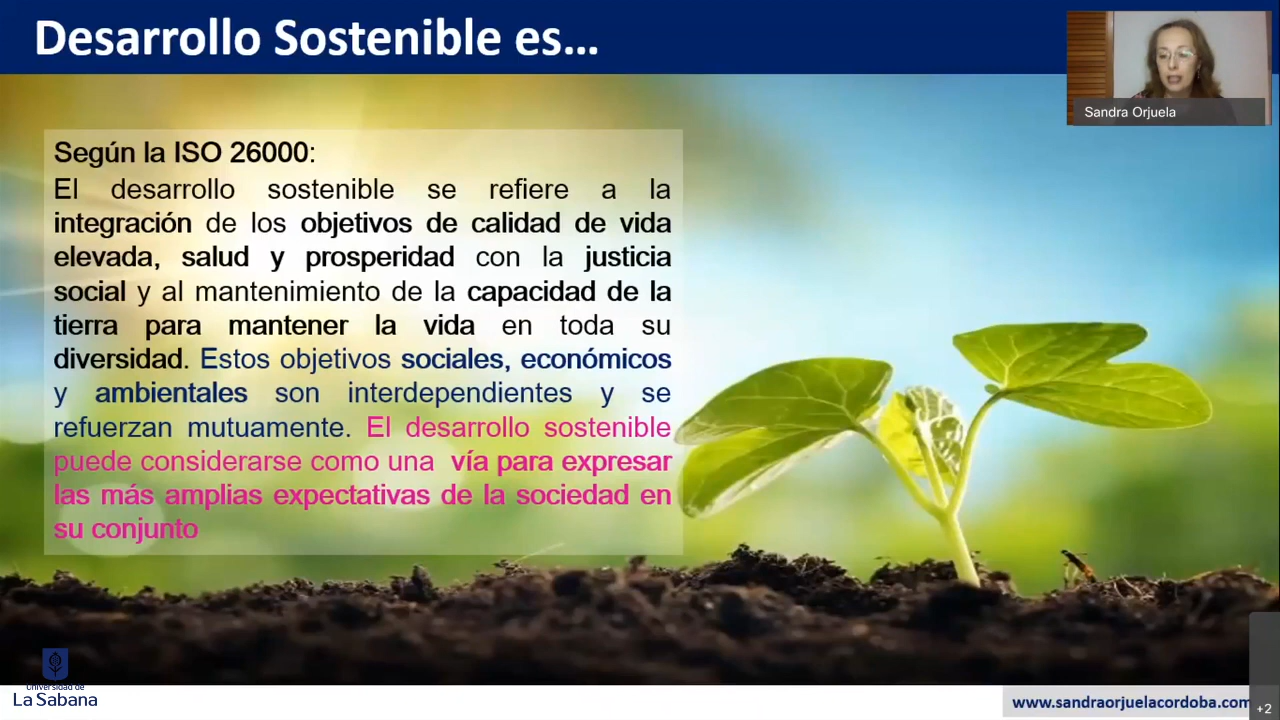 Desarrollo Sostenible es...
Sandra Orjuela
Según la ISO 26000:
El desarrollo sostenible se refiere a la
integración de los objetivos de calidad de vida
elevada, salud y prosperidad con la justicia
social y al mantenimiento de la capacidad de la
tierra para mantener la vida en toda su
diversidad. Estos objetivos sociales, económicos
y ambientales son interdependientes y se
refuerzan mutuamente. El desarrollo sostenible
puede considerarse como una vía para expresar
las más amplias expectativas de la sociedad en
su conjunto
Universidad de
La Sabana
www.sandraorjuelacordoba.com
+2